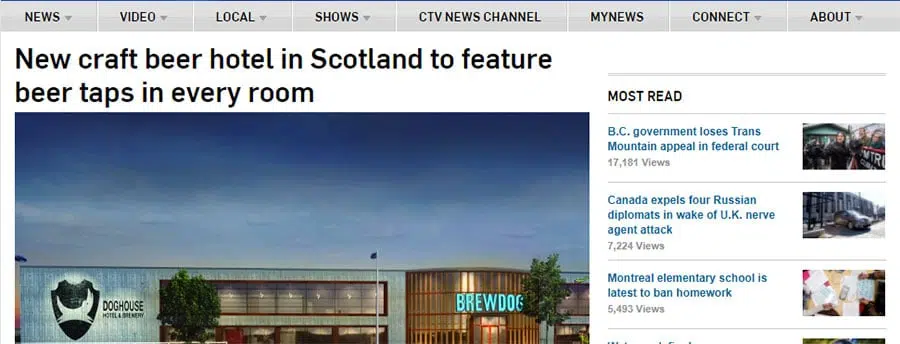 NEWS
VIDEO
LOCAL
SHOWS
CTV NEWS CHANNEL
MYNEWS
CONNECT
ABOUT
New craft beer hotel in Scotland to feature
beer taps in every room
DOGHOUSE
HOTEL & BREWERY
BREWDOG
MOST READ
B.C. government loses Trans
Mountain appeal in federal court
17,181 Views
Canada expels four Russian
diplomats in wake of U.K. nerve
agent attack
7,224 Views
Montreal elementary school is
latest to ban homework
5,493 Views